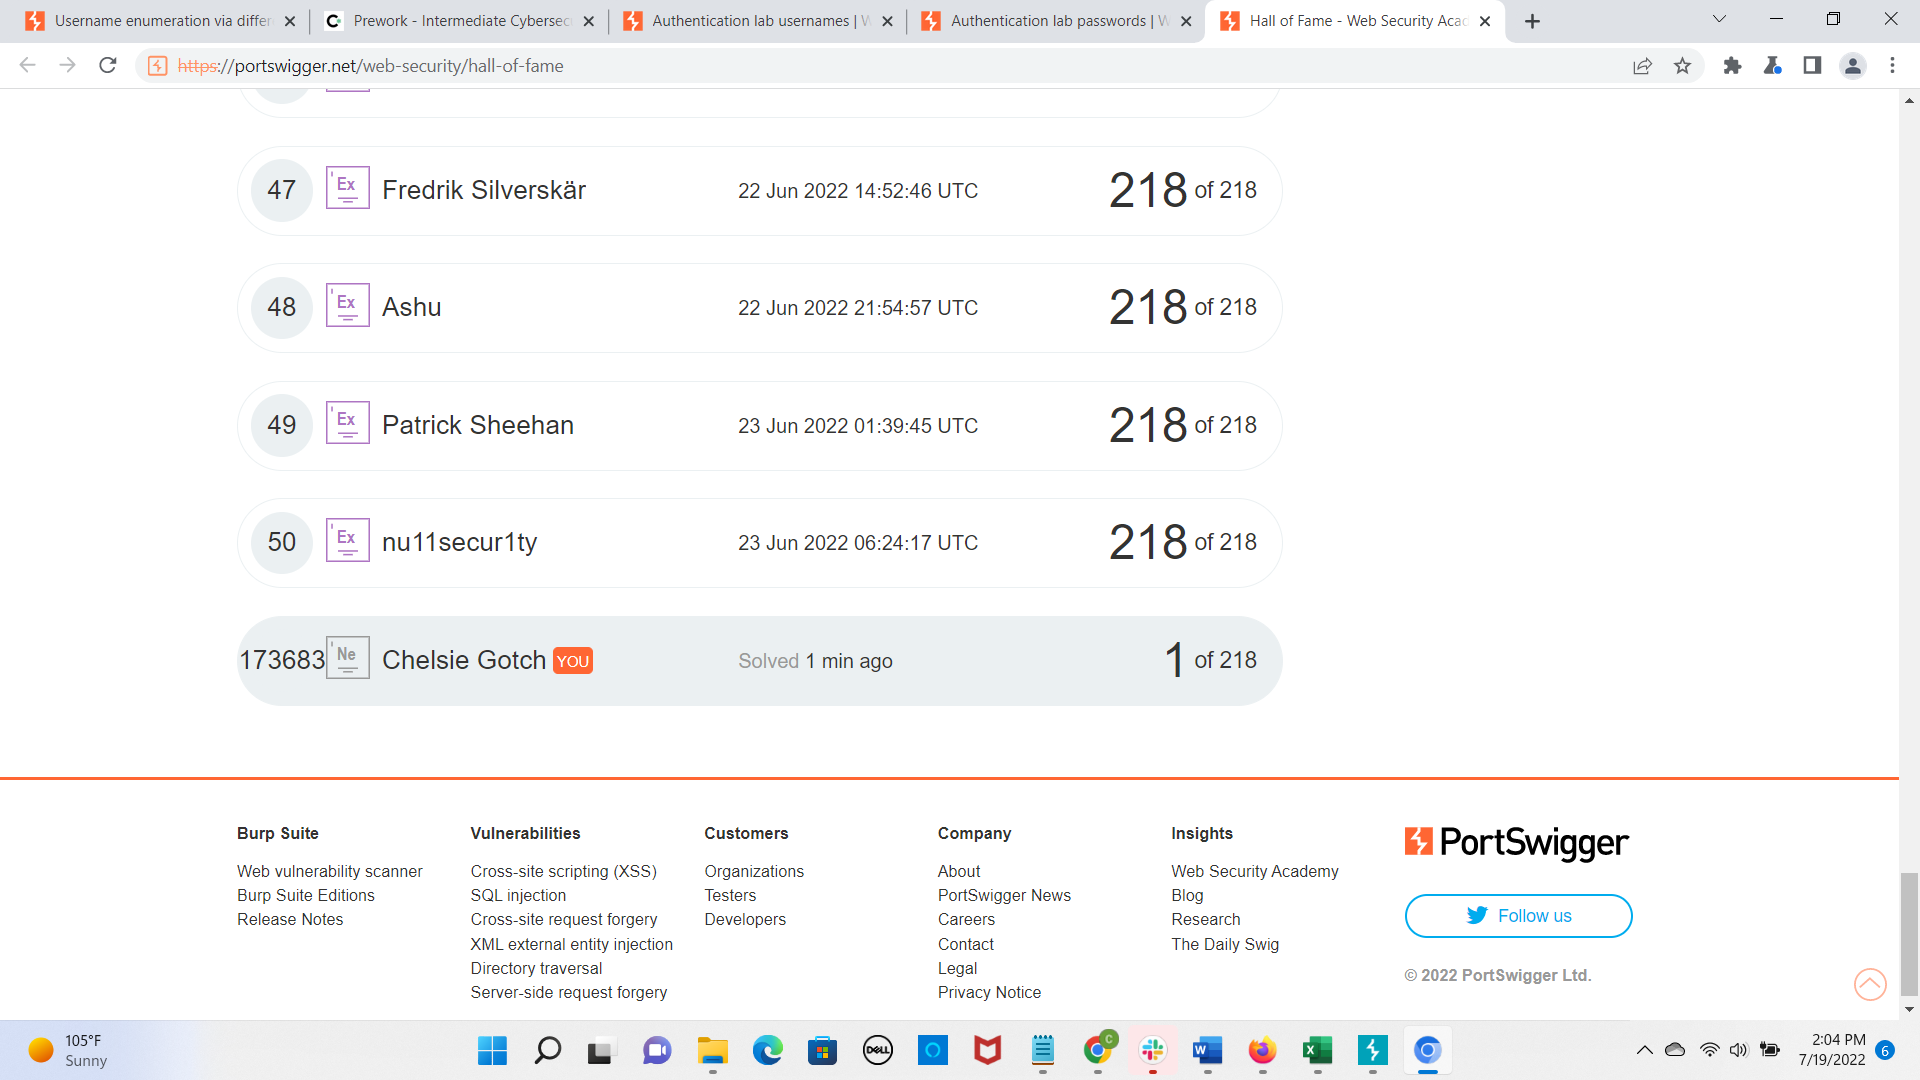 Username enumeration via differ
Prework - Intermediate Cybersec
Authentication lab usernames | W
Authentication lab passwords | W
Hall of Fame - Web Security Aca
https://portswigger.net/web-security/hall-of-fame
47 Ex Fredrik Silverskär 22 Jun 2022 14:52:46 UTC 218 of 218
48 Ex Ashu 22 Jun 2022 21:54:57 UTC 218 of 218
49 Ex Patrick Sheehan 23 Jun 2022 01:39:45 UTC 218 of 218
50 Ex nu11secur1ty 23 Jun 2022 06:24:17 UTC 218 of 218
173683 Ne Chelsie Gotch YOU Solved 1 min ago 1 of 218
Burp Suite
Web vulnerability scanner
Burp Suite Editions
Release Notes
Vulnerabilities
Cross-site scripting (XSS)
SQL injection
Cross-site request forgery
XML external entity injection
Directory traversal
Server-side request forgery
Customers
Organizations
Testers
Developers
Company
About
PortSwigger News
Careers
Contact
Legal
Privacy Notice
Insights
Web Security Academy
Blog
Research
The Daily Swig
PortSwigger
Follow us
© 2022 PortSwigger Ltd.
105°F
Sunny
DELL
C
2:04 PM
7/19/2022
6